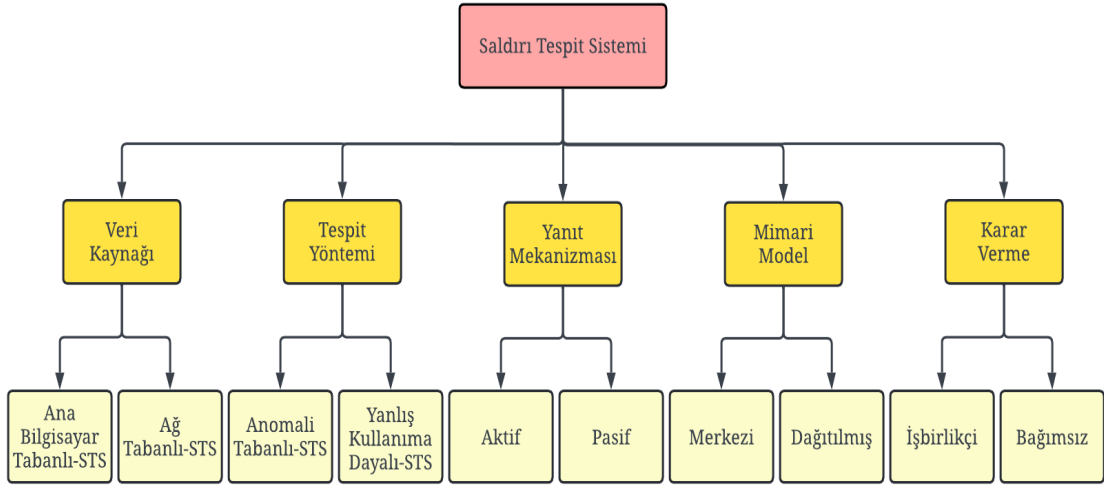 Saldırı Tespit Sistemi
Veri
Kaynağı
Tespit
Yöntemi
Yanıt
Mekanizması
Mimari
Model
Karar
Verme
Ana
Bilgisayar
Tabanlı-STS
Ağ
Tabanlı-STS
Anomali
Tabanlı-STS
Yanlış
Kullanıma
Dayalı-STS
Aktif
Pasif
Merkezi
Dağıtılmış
İşbirlikçi
Bağımsız